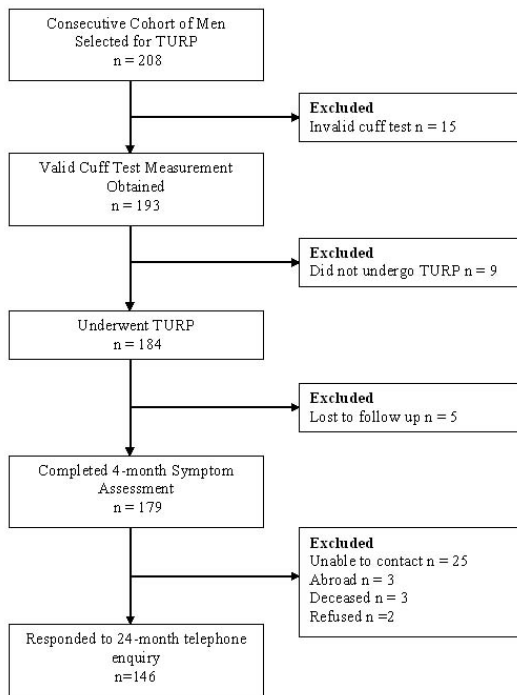 Consecutive Cohort of Men
Selected for TURP
n = 208
Excluded
Invalid cuff test n = 15
Valid Cuff Test Measurement
Obtained
n = 193
Excluded
Did not undergo TURP n = 9
Underwent TURP
n = 184
Excluded
Lost to follow up n = 5
Completed 4-month Symptom
Assessment
n = 179
Excluded
Unable to contact n = 25
Abroad n = 3
Deceased n = 3
Refused n =2
Responded to 24-month telephone
enquiry
n=146